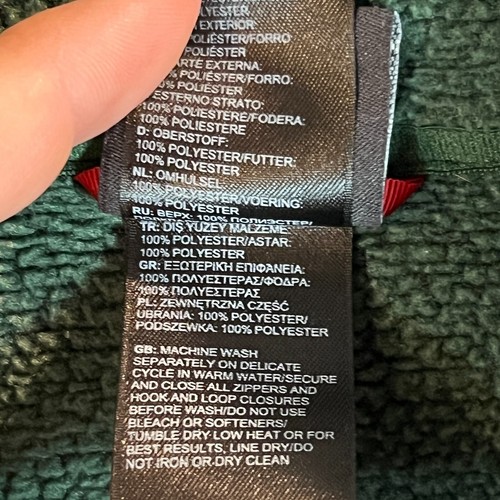 POLYESTER
EXTERIOR:
POLIÉSTER/FORRO
POLIÉSTER
PARTE EXTERNA:
100% POLIÉSTER/FORRO:
100% POLIÉSTER
ESTERNO STRATO:
100% POLIESTERE/FODERA:
100% POLIESTERE
D: OBERSTOFF:
100% POLYESTER/FUTTER:
100% POLYESTER
NL: OMHULSEL
100% POLYESTER/VOERING:
100% POLYESTER
RU: ВЕРХ: 100% ПОЛИЭСТЕР/
TR: DIŞ YÜZEY MALZEME:
100% POLYESTER/ASTAR:
100% POLYESTER
GR: ΕΞΩΤΕΡΙΚΗ ΕΠΙΦΑΝΕΙΑ:
100% ΠΟΛΥΕΣΤΕΡΑΣ/ΦΟΔΡΑ:
100% ΠΟΛΥΕΣΤΕΡΑΣ
PL: ZEWNĘTRZNA CZĘŚĆ
UBRANIA: 100% POLYESTER/
PODSZEWKA: 100% POLYESTER
GB: MACHINE WASH
SEPARATELY ON DELICATE
CYCLE IN WARM WATER/SECURE
AND CLOSE ALL ZIPPERS AND
HOOK AND LOOP CLOSURES
BEFORE WASH/DO NOT USE
BLEACH OR SOFTENERS/
TUMBLE DRY LOW HEAT OR FOR
BEST RESULTS, LINE DRY/DO
NOT IRON OR DRY CLEAN